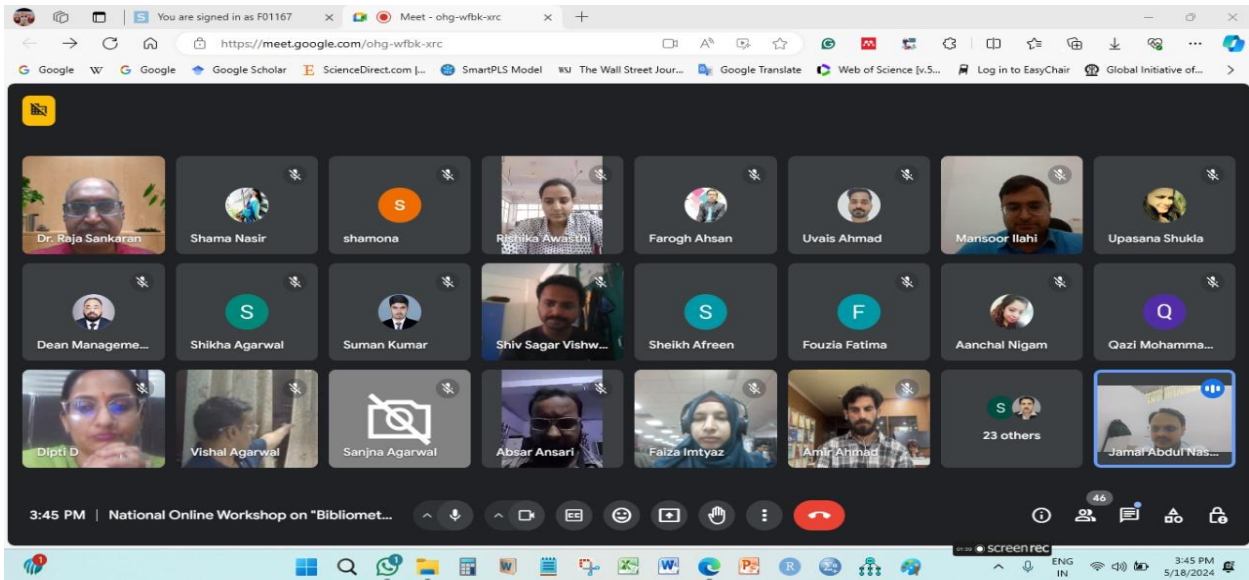 You are signed in as F01167
Meet - ohg-wfbk-xrc
https://meet.google.com/ohg-wfbk-xrc
Google
Google
Google Scholar
ScienceDirect.com |...
SmartPLS Model
WSJ The Wall Street Jour...
Google Translate
Web of Science [v.5...
Log in to EasyChair
Global Initiative of...
Dr. Raja Sankaran
Shama Nasir
S
shamona
Rishika Awasthi
Farogh Ahsan
Uvais Ahmad
Mansoor Ilahi
Upasana Shukla
Dean Manageme...
S
Shikha Agarwal
Suman Kumar
Shiv Sagar Vishw...
S
Sheikh Afreen
F
Fouzia Fatima
Aanchal Nigam
Q
Qazi Mohamma...
Dipti D
Vishal Agarwal
Sanjna Agarwal
Absar Ansari
Faiza Imtyaz
Amir Ahmad
S
23 others
Jamal Abdul Nas...
3:45 PM | National Online Workshop on "Bibliomet...
CC
46
screenrec
ENG
IN
3:45 PM
5/18/2024